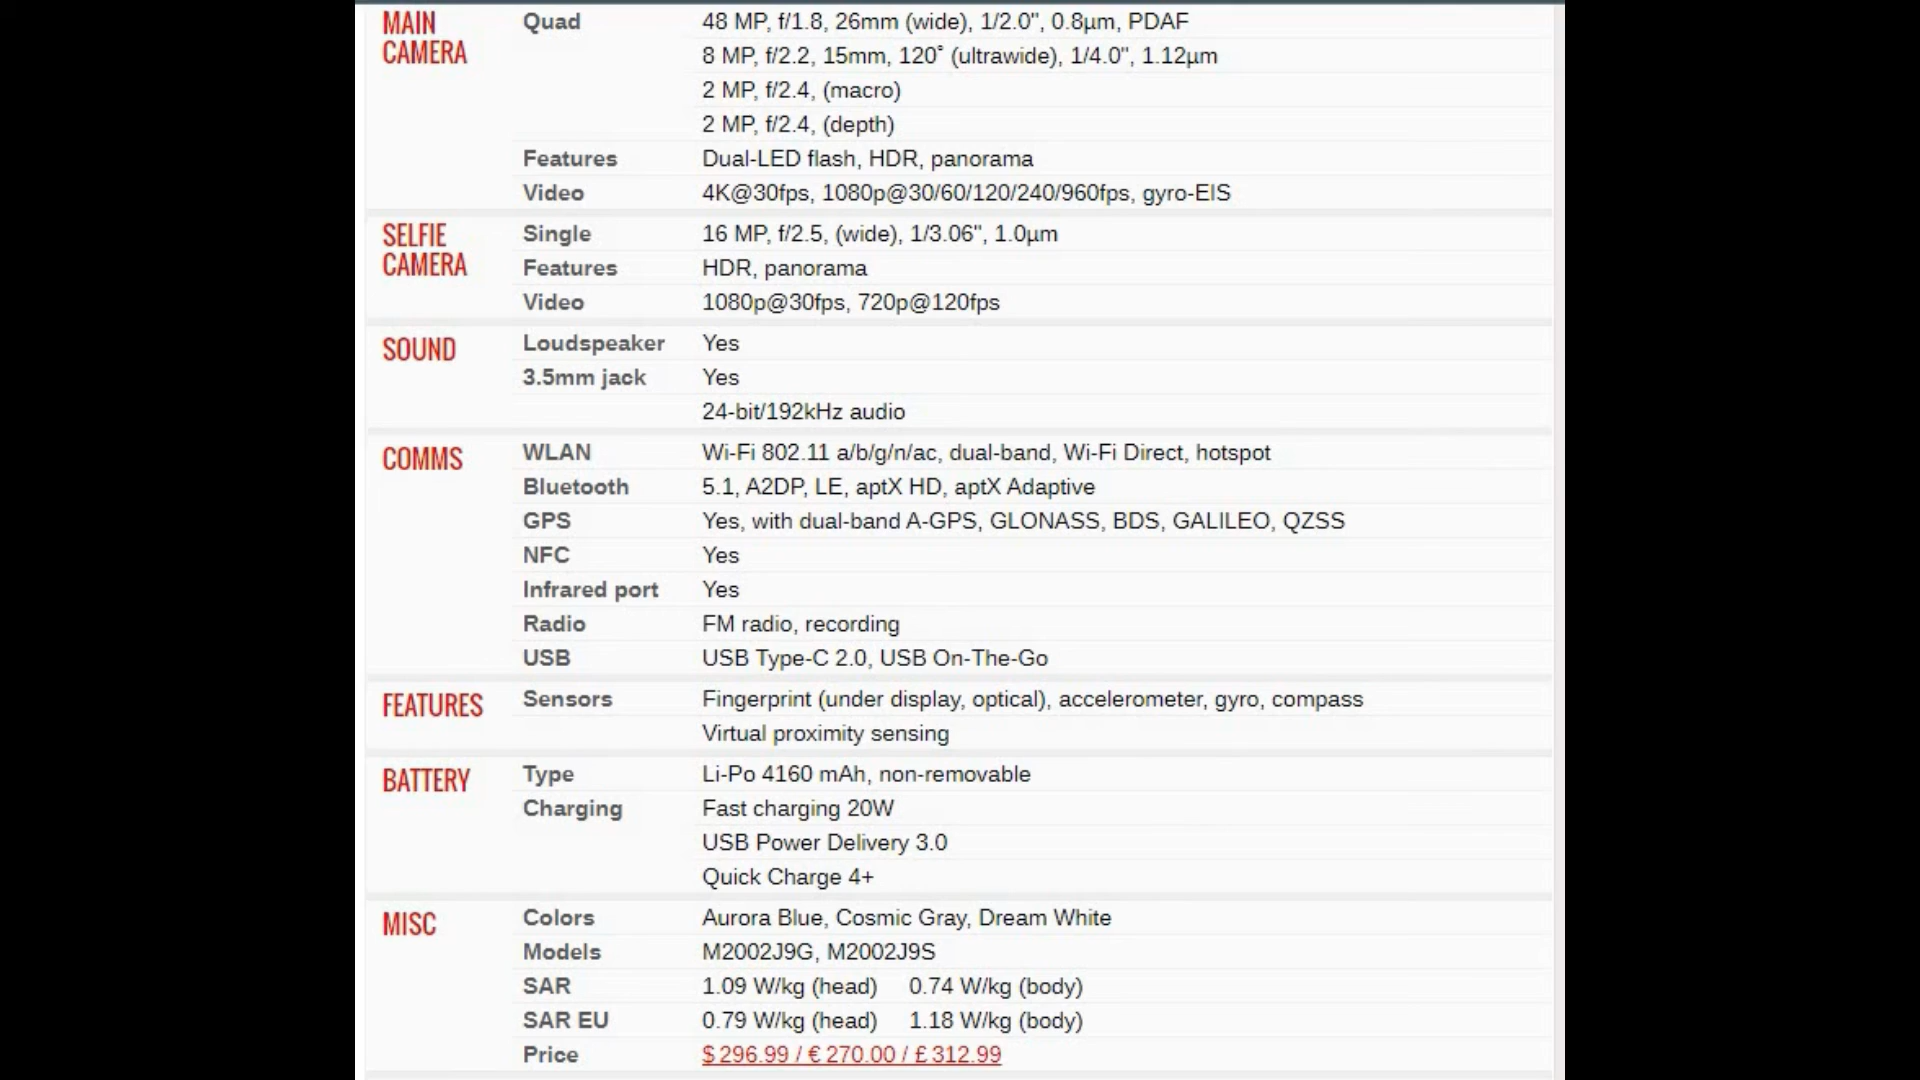 MAIN CAMERA
Quad 48 MP, f/1.8, 26mm (wide), 1/2.0", 0.8µm, PDAF
8 MP, f/2.2, 15mm, 120˚ (ultrawide), 1/4.0", 1.12µm
2 MP, f/2.4, (macro)
2 MP, f/2.4, (depth)
Features Dual-LED flash, HDR, panorama
Video 4K@30fps, 1080p@30/60/120/240/960fps, gyro-EIS
SELFIE CAMERA
Single 16 MP, f/2.5, (wide), 1/3.06", 1.0µm
Features HDR, panorama
Video 1080p@30fps, 720p@120fps
SOUND Loudspeaker Yes
3.5mm jack Yes
24-bit/192kHz audio
COMMS WLAN Wi-Fi 802.11 a/b/g/n/ac, dual-band, Wi-Fi Direct, hotspot
Bluetooth 5.1, A2DP, LE, aptX HD, aptX Adaptive
GPS Yes, with dual-band A-GPS, GLONASS, BDS, GALILEO, QZSS
NFC Yes
Infrared port Yes
Radio FM radio, recording
USB USB Type-C 2.0, USB On-The-Go
FEATURES Sensors Fingerprint (under display, optical), accelerometer, gyro, compass
Virtual proximity sensing
BATTERY Type Li-Po 4160 mAh, non-removable
Charging Fast charging 20W
USB Power Delivery 3.0
Quick Charge 4+
MISC Colors Aurora Blue, Cosmic Gray, Dream White
Models M2002J9G, M2002J9S
SAR 1.09 W/kg (head) 0.74 W/kg (body)
SAR EU 0.79 W/kg (head) 1.18 W/kg (body)
Price $ 296.99 / € 270.00 / £ 312.99